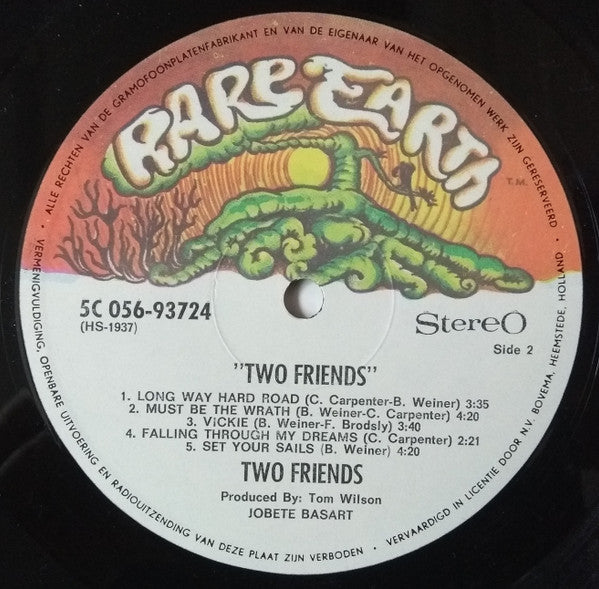 • ALLE RECHTEN VAN DE GRAMOFOONPLATENFABRIKANT EN VAN DE EIGENAAR VAN HET OPGENOMEN WERK ZIJN GERESERVEERD •
RARE EARTH
T.M.
5C 056-93724
(HS-1937)
StereO
Side 2
"TWO FRIENDS"
1. LONG WAY HARD ROAD (C. Carpenter-B. Weiner) 3:35
2. MUST BE THE WRATH (B. Weiner-C. Carpenter) 4:20
3. VICKIE (B. Weiner-F. Brodsly) 3:40
4. FALLING THROUGH MY DREAMS (C. Carpenter) 2:21
5. SET YOUR SAILS (B. Weiner) 4:20
TWO FRIENDS
Produced By: Tom Wilson
JOBETE BASART
VERMENIGVULDIGING, OPENBARE UITVOERING EN RADIOUITZENDING VAN DEZE PLAAT ZIJN VERBODEN • VERVAARDIGD IN LICENTIE DOOR N.V. BOVEMA, HEEMSTEDE, HOLLAND